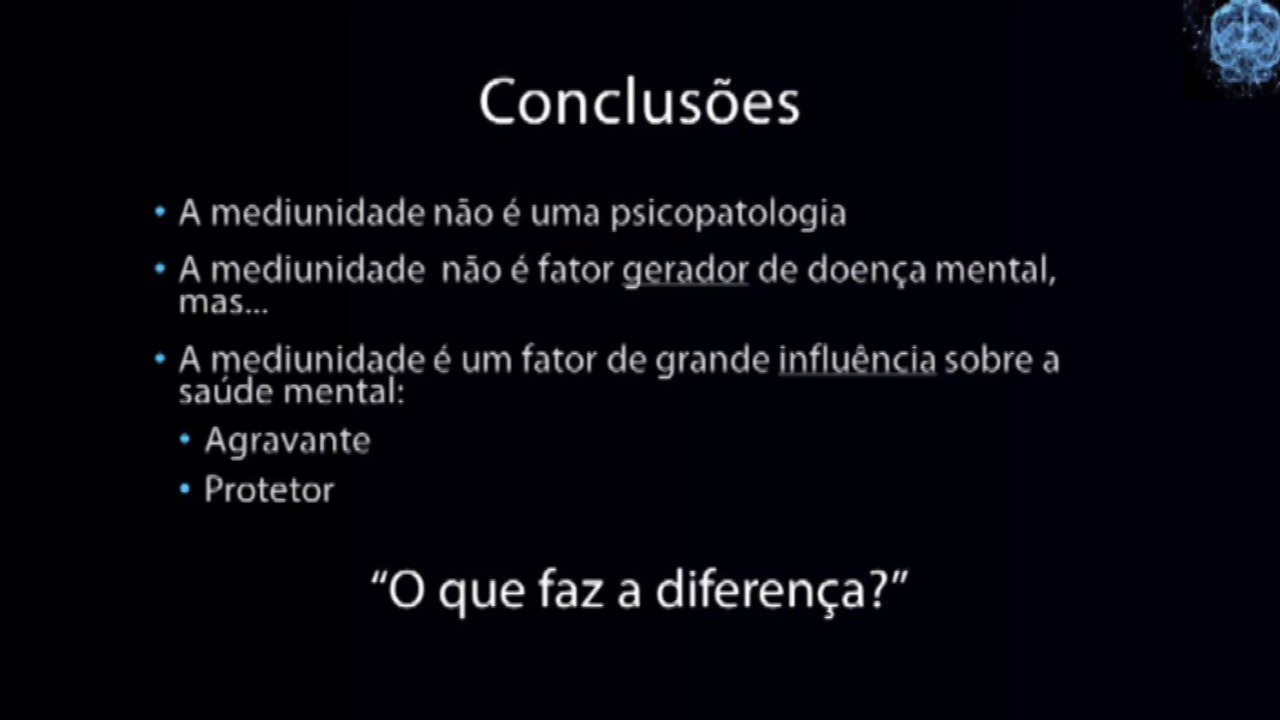 Conclusões
• A mediunidade não é uma psicopatologia
• A mediunidade não é fator gerador de doença mental,
mas...
• A mediunidade é um fator de grande influência sobre a
saúde mental:
• Agravante
• Protetor
“O que faz a diferença?”